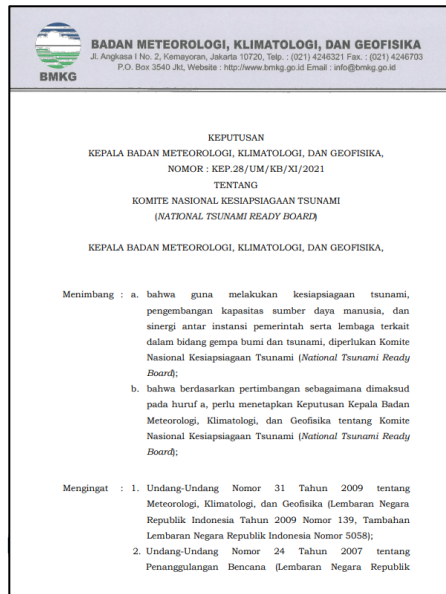 BMKG
BADAN METEOROLOGI, KLIMATOLOGI, DAN GEOFISIKA
Jl. Angkasa I No. 2, Kemayoran, Jakarta 10720, Telp. : (021) 4246321 Fax. : (021) 4246703
P.O. Box 3540 Jkt, Website : http://www.bmkg.go.id Email : info@bmkg.go.id
KEPUTUSAN
KEPALA BADAN METEOROLOGI, KLIMATOLOGI, DAN GEOFISIKA,
NOMOR : KEP.28/UM/KB/XI/2021
TENTANG
KOMITE NASIONAL KESIAPSIAGAAN TSUNAMI
(NATIONAL TSUNAMI READY BOARD)
KEPALA BADAN METEOROLOGI, KLIMATOLOGI, DAN GEOFISIKA,
Menimbang : a. bahwa guna melakukan kesiapsiagaan tsunami,
pengembangan kapasitas sumber daya manusia, dan
sinergi antar instansi pemerintah serta lembaga terkait
dalam bidang gempa bumi dan tsunami, diperlukan Komite
Nasional Kesiapsiagaan Tsunami (National Tsunami Ready
Board);
b. bahwa berdasarkan pertimbangan sebagaimana dimaksud
pada huruf a, perlu menetapkan Keputusan Kepala Badan
Meteorologi, Klimatologi, dan Geofisika tentang Komite
Nasional Kesiapsiagaan Tsunami (National Tsunami Ready
Board);
Mengingat : 1. Undang-Undang Nomor 31 Tahun 2009 tentang
Meteorologi, Klimatologi, dan Geofisika (Lembaran Negara
Republik Indonesia Tahun 2009 Nomor 139, Tambahan
Lembaran Negara Republik Indonesia Nomor 5058);
2. Undang-Undang Nomor 24 Tahun 2007 tentang
Penanggulangan Bencana (Lembaran Negara Republik